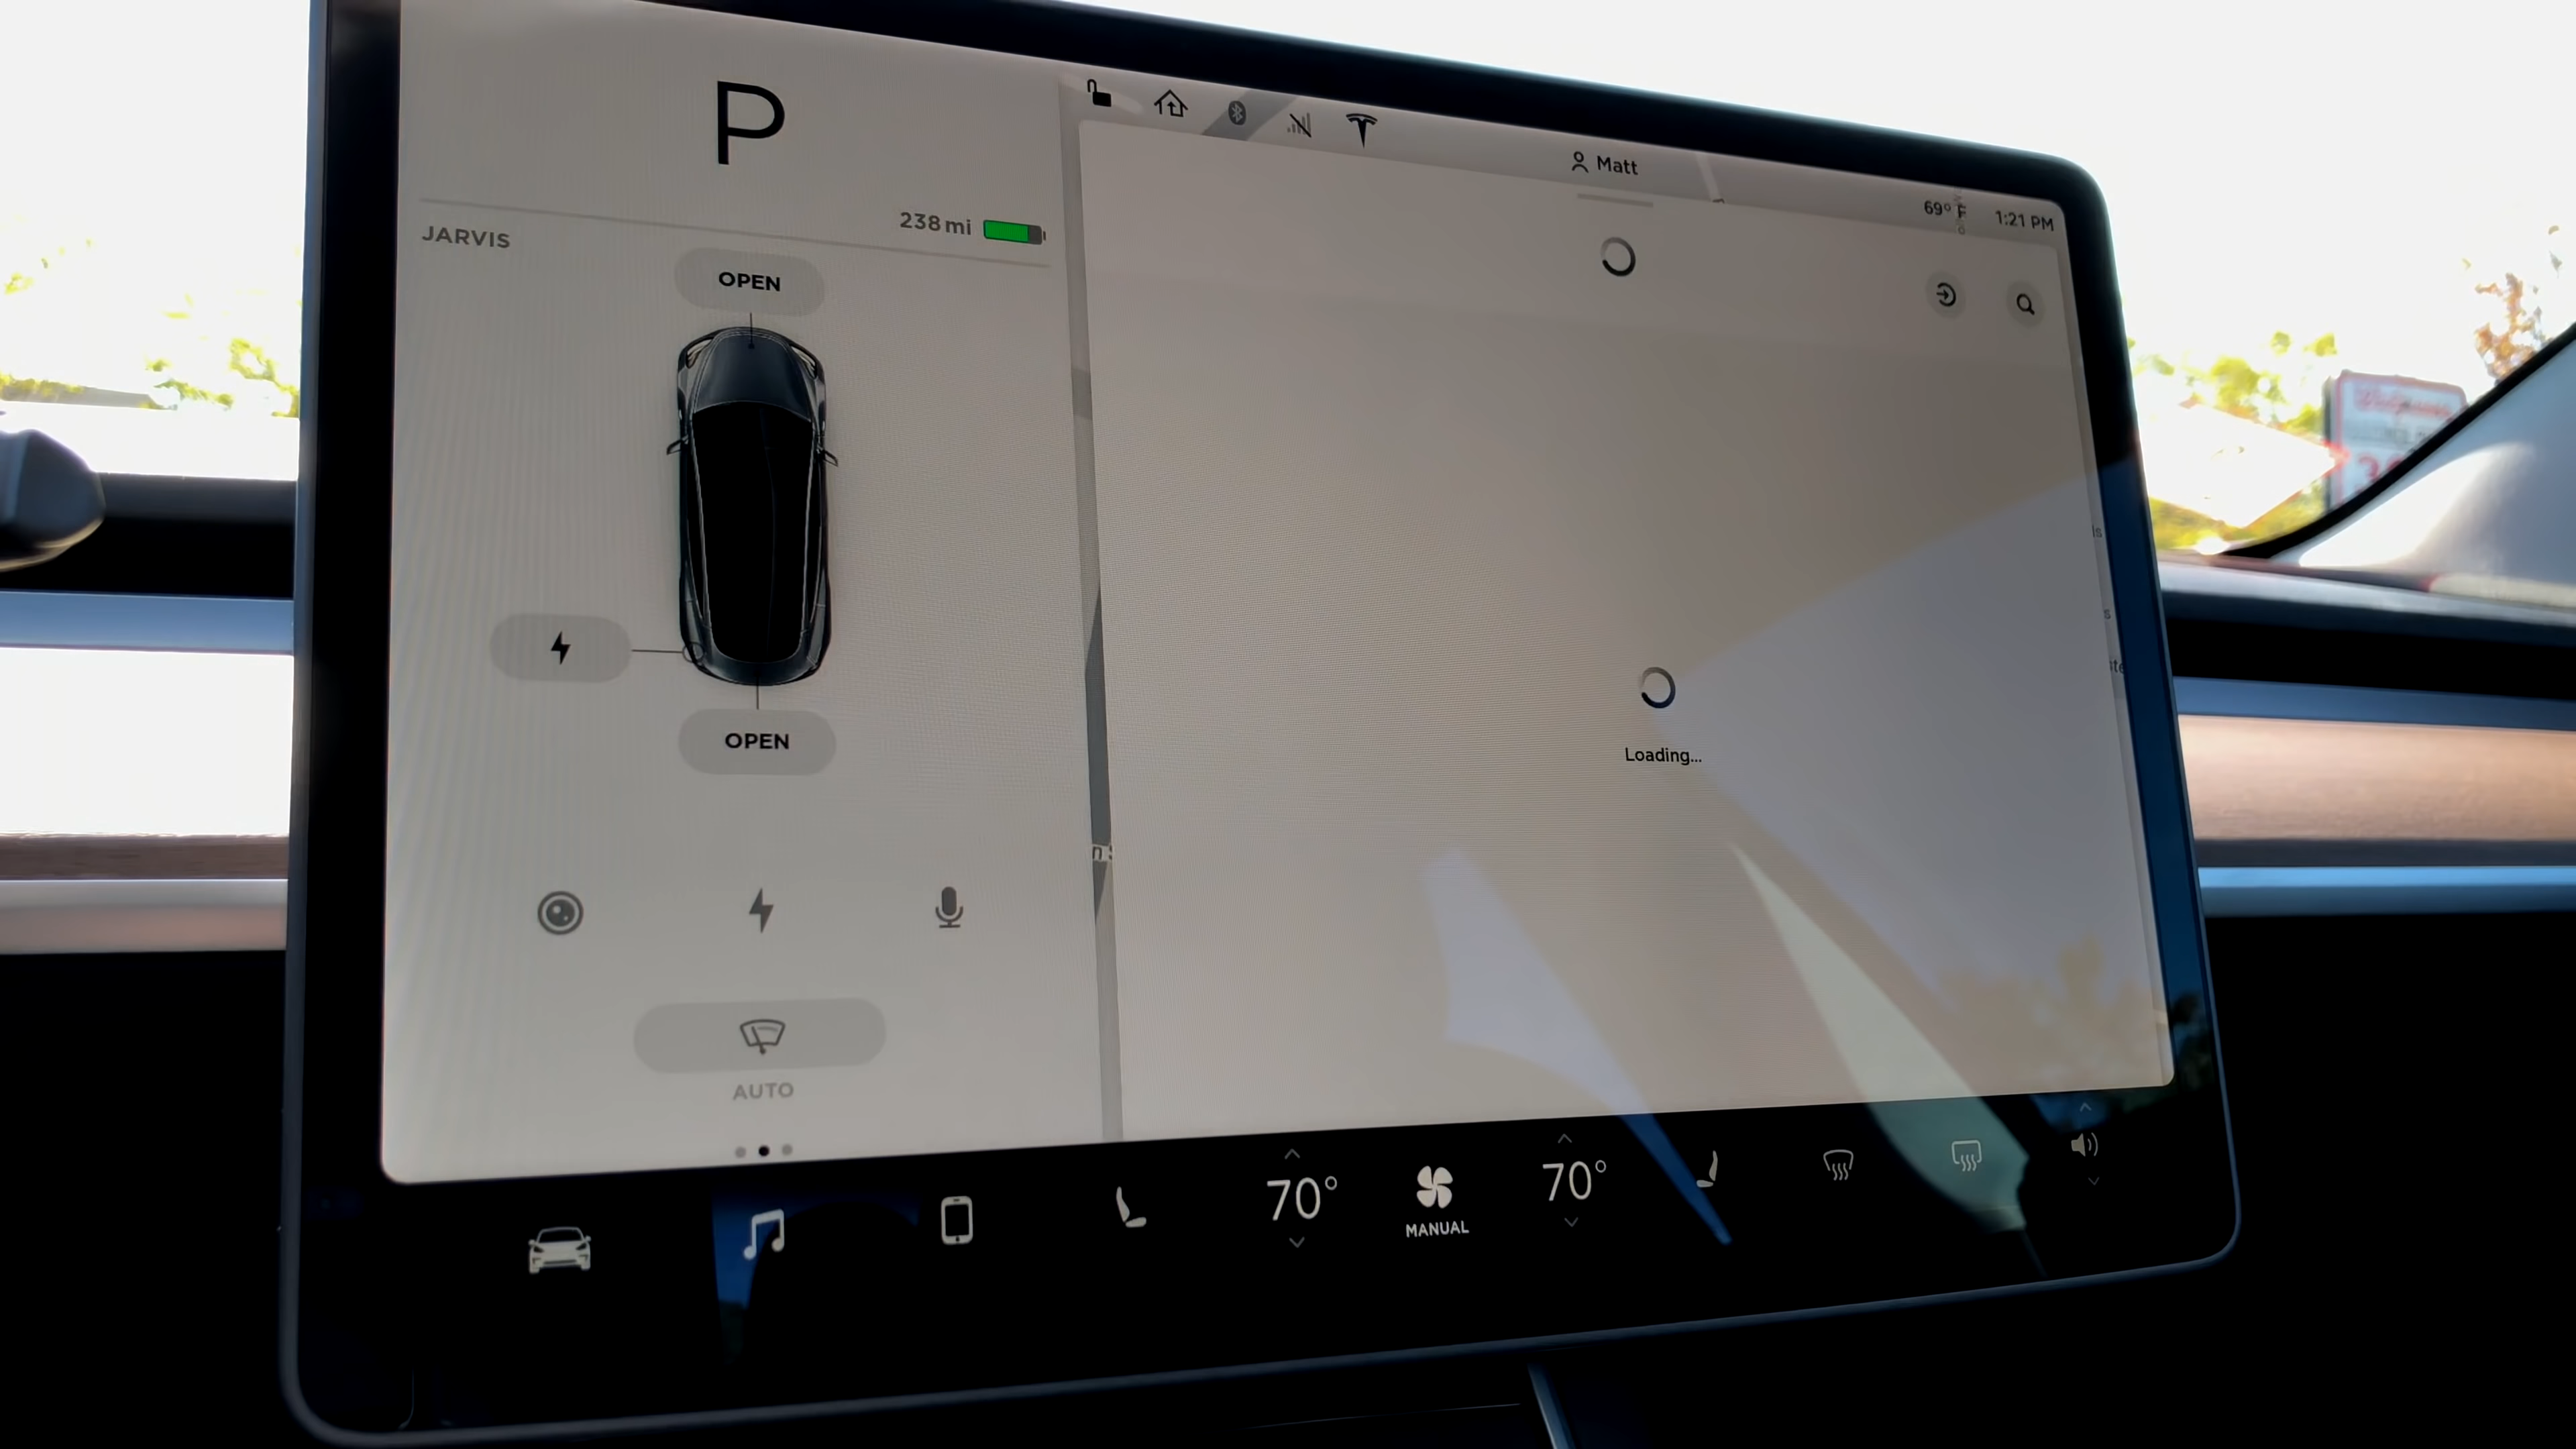 P
JARVIS
238 mi
OPEN
OPEN
AUTO
Matt
69° F
1:21 PM
Loading...
70°
MANUAL
70°